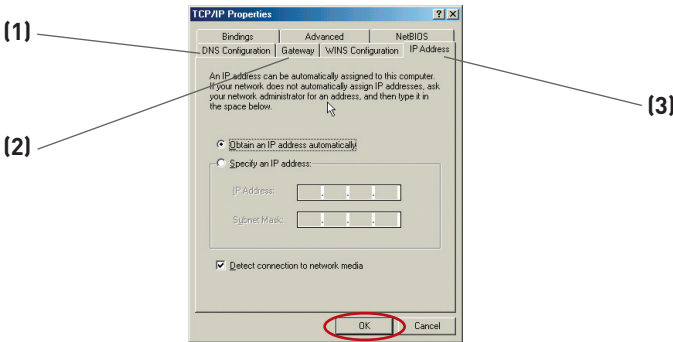 TCP/IP Properties
(1)
Bindings Advanced NetBIOS
DNS Configuration Gateway WINS Configuration IP Address
An IP address can be automatically assigned to this computer.
If your network does not automatically assign IP addresses, ask
your network administrator for an address, and then type it in
the space below.
(3)
(2)
Obtain an IP address automatically
Specify an IP address:
IP Address:
Subnet Mask:
Detect connection to network media
OK Cancel